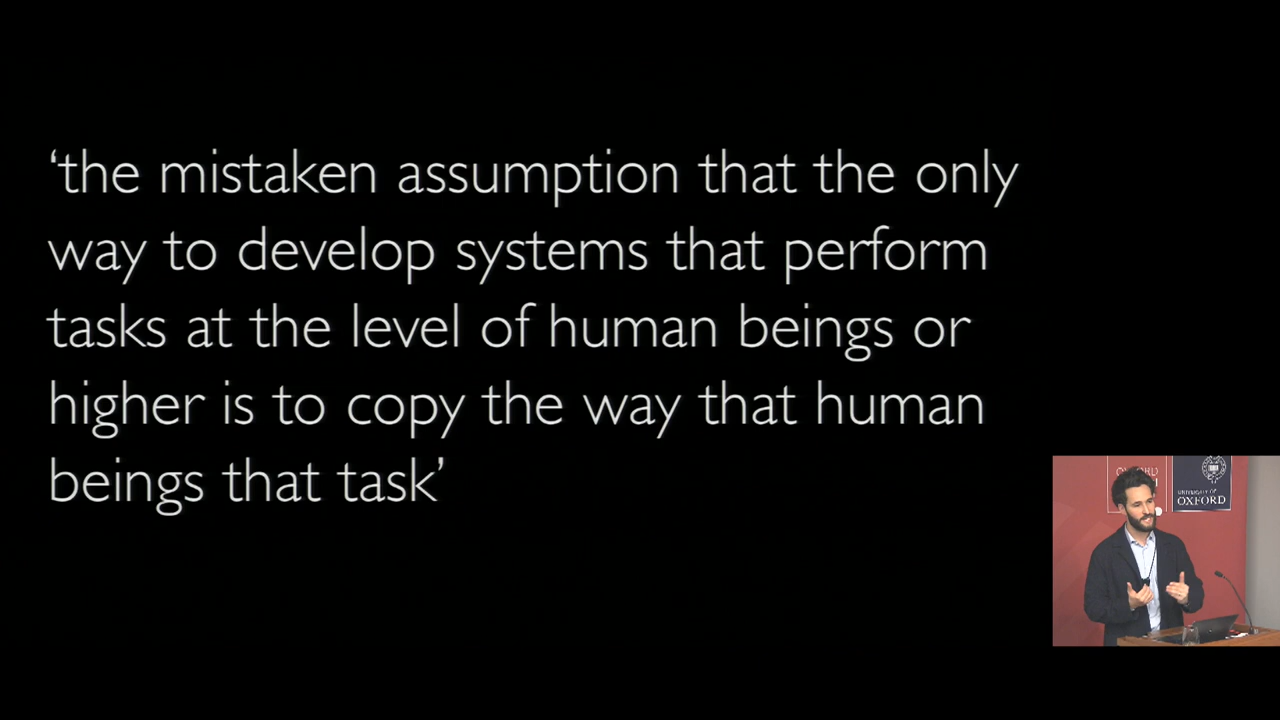 ‘the mistaken assumption that the only
way to develop systems that perform
tasks at the level of human beings or
higher is to copy the way that human
beings that task’
OXFORD
UNIVERSITY OF
OXFORD